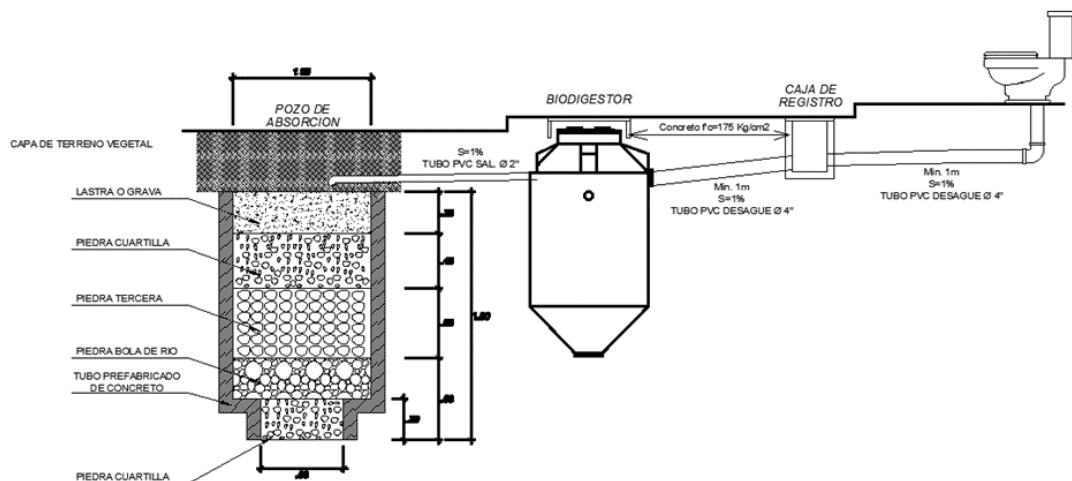 POZO DE
ABSORCION
BIODIGESTOR
CAJA DE
REGISTRO
Concreto f'c=175 Kg/cm2
CAPA DE TERRENO VEGETAL
S=1%
TUBO PVC SAL. Ø 2"
Min. 1m
S=1%
TUBO PVC DESAGUE Ø 4"
Min. 1m
S=1%
TUBO PVC DESAGUE Ø 4"
LASTRA O GRAVA
PIEDRA CUARTILLA
PIEDRA TERCERA
PIEDRA BOLA DE RIO
TUBO PREFABRICADO
DE CONCRETO
PIEDRA CUARTILLA